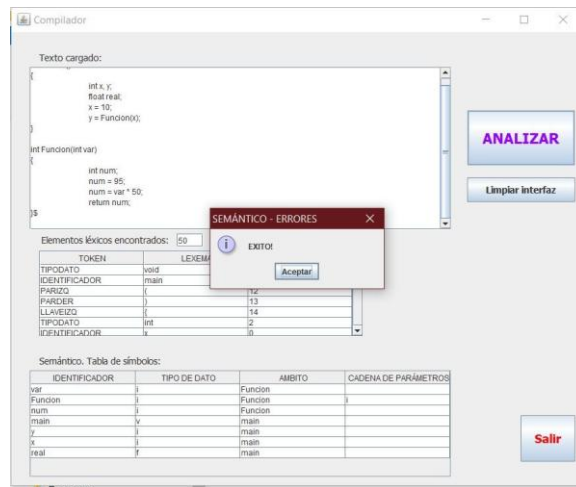 Compilador
Texto cargado:
{
int x, y;
float real;
x = 10;
y = Funcion(x);
}
int Funcion(int var)
{
int num;
num = 95;
num = var * 50;
return num;
}$
ANALIZAR
Limpiar interfaz
SEMÁNTICO - ERRORES
EXITO!
Aceptar
Elementos léxicos encontrados: 50
TOKEN LEXEMA
TIPODATO void
IDENTIFICADOR main
PARIZQ ( 12
PARDER ) 13
LLAVEIZQ { 14
TIPODATO int 2
IDENTIFICADOR x 0
Semántico. Tabla de símbolos:
IDENTIFICADOR TIPO DE DATO AMBITO CADENA DE PARÁMETROS
var i Funcion
Funcion i Funcion i
num i Funcion
main v main
y i main
x i main
real f main
Salir